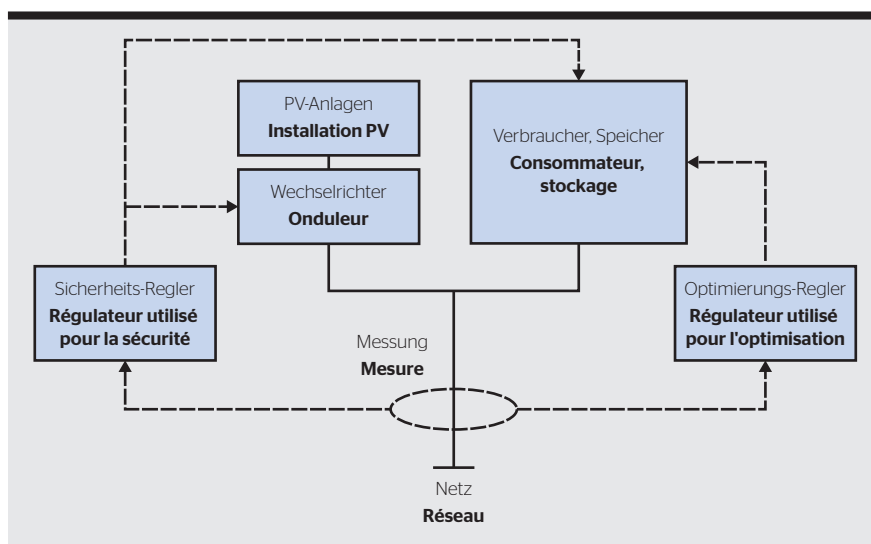 PV-Anlagen
Installation PV
Wechselrichter
Onduleur
Verbraucher, Speicher
Consommateur,
stockage
Sicherheits-Regler
Régulateur utilisé
pour la sécurité
Optimierungs-Regler
Régulateur utilisé
pour l'optimisation
Messung
Mesure
Netz
Réseau